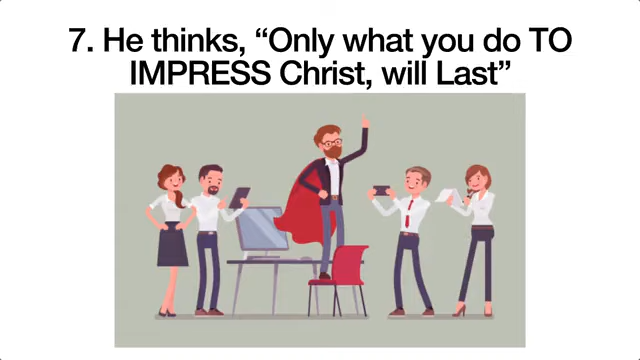 7. He thinks, “Only what you do TO
IMPRESS Christ, will Last”